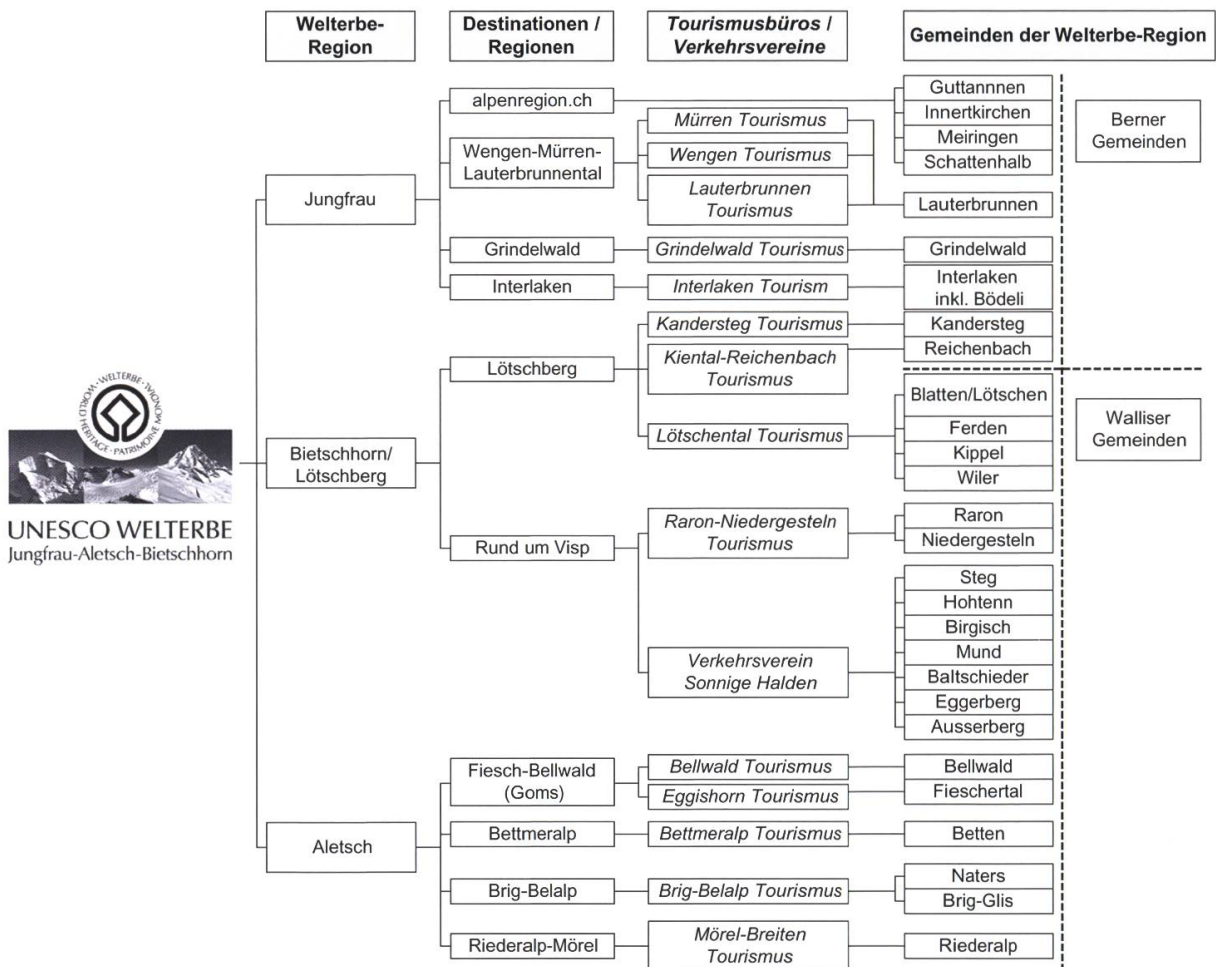 Welterbe-
Region
Destinationen /
Regionen
Tourismusbüros /
Verkehrsvereine
Gemeinden der Welterbe-Region
alpenregion.ch
Guttannnen
Innertkirchen
Meiringen
Schattenhalb
Berner
Gemeinden
Jungfrau
Wengen-Mürren-
Lauterbrunnental
Mürren Tourismus
Wengen Tourismus
Lauterbrunnen
Tourismus
Lauterbrunnen
Grindelwald
Grindelwald Tourismus
Grindelwald
Interlaken
Interlaken Tourism
Interlaken
inkl. Bödeli
Bietschhorn/
Lötschberg
Lötschberg
Kandersteg Tourismus
Kandersteg
Kiental-Reichenbach
Tourismus
Reichenbach
Lötschental Tourismus
Blatten/Lötschen
Ferden
Kippel
Wiler
Walliser
Gemeinden
WORLD HERITAGE · PATRIMOINE MONDIAL · WELTERBE ·
UNESCO WELTERBE
Jungfrau-Aletsch-Bietschhorn
Rund um Visp
Raron-Niedergesteln
Tourismus
Raron
Niedergesteln
Verkehrsverein
Sonnige Halden
Steg
Hohtenn
Birgisch
Mund
Baltschieder
Eggerberg
Ausserberg
Aletsch
Fiesch-Bellwald
(Goms)
Bellwald Tourismus
Bellwald
Eggishorn Tourismus
Fieschertal
Bettmeralp
Bettmeralp Tourismus
Betten
Brig-Belalp
Brig-Belalp Tourismus
Naters
Brig-Glis
Riederalp-Mörel
Mörel-Breiten
Tourismus
Riederalp